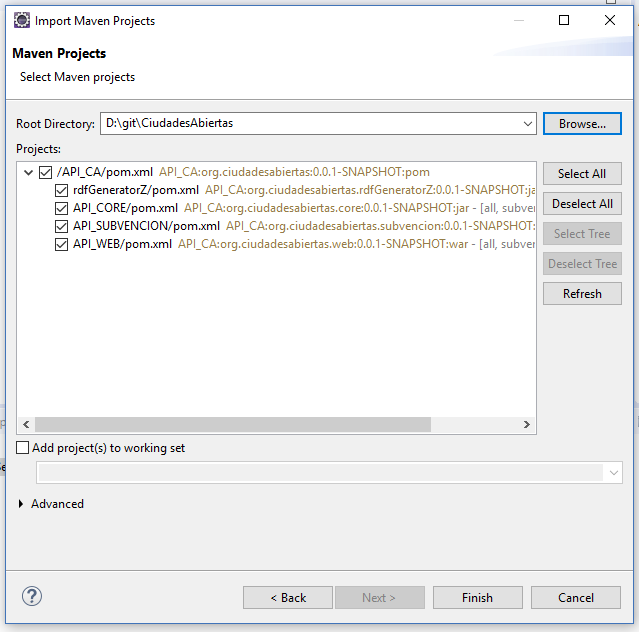 Import Maven Projects
Maven Projects
Select Maven projects
Root Directory: D:\git\CiudadesAbiertas Browse...
Projects:
/API_CA/pom.xml API_CA:org.ciudadesabiertas:0.0.1-SNAPSHOT:pom
rdfGeneratorZ/pom.xml API_CA:org.ciudadesabiertas.rdfGeneratorZ:0.0.1-SNAPSHOT:ja
API_CORE/pom.xml API_CA:org.ciudadesabiertas.core:0.0.1-SNAPSHOT:jar - [all, subven
API_SUBVENCION/pom.xml API_CA:org.ciudadesabiertas.subvencion:0.0.1-SNAPSHOT:
API_WEB/pom.xml API_CA:org.ciudadesabiertas.web:0.0.1-SNAPSHOT:war - [all, subve
Select All
Deselect All
Select Tree
Deselect Tree
Refresh
Add project(s) to working set
Advanced
? < Back Next > Finish Cancel